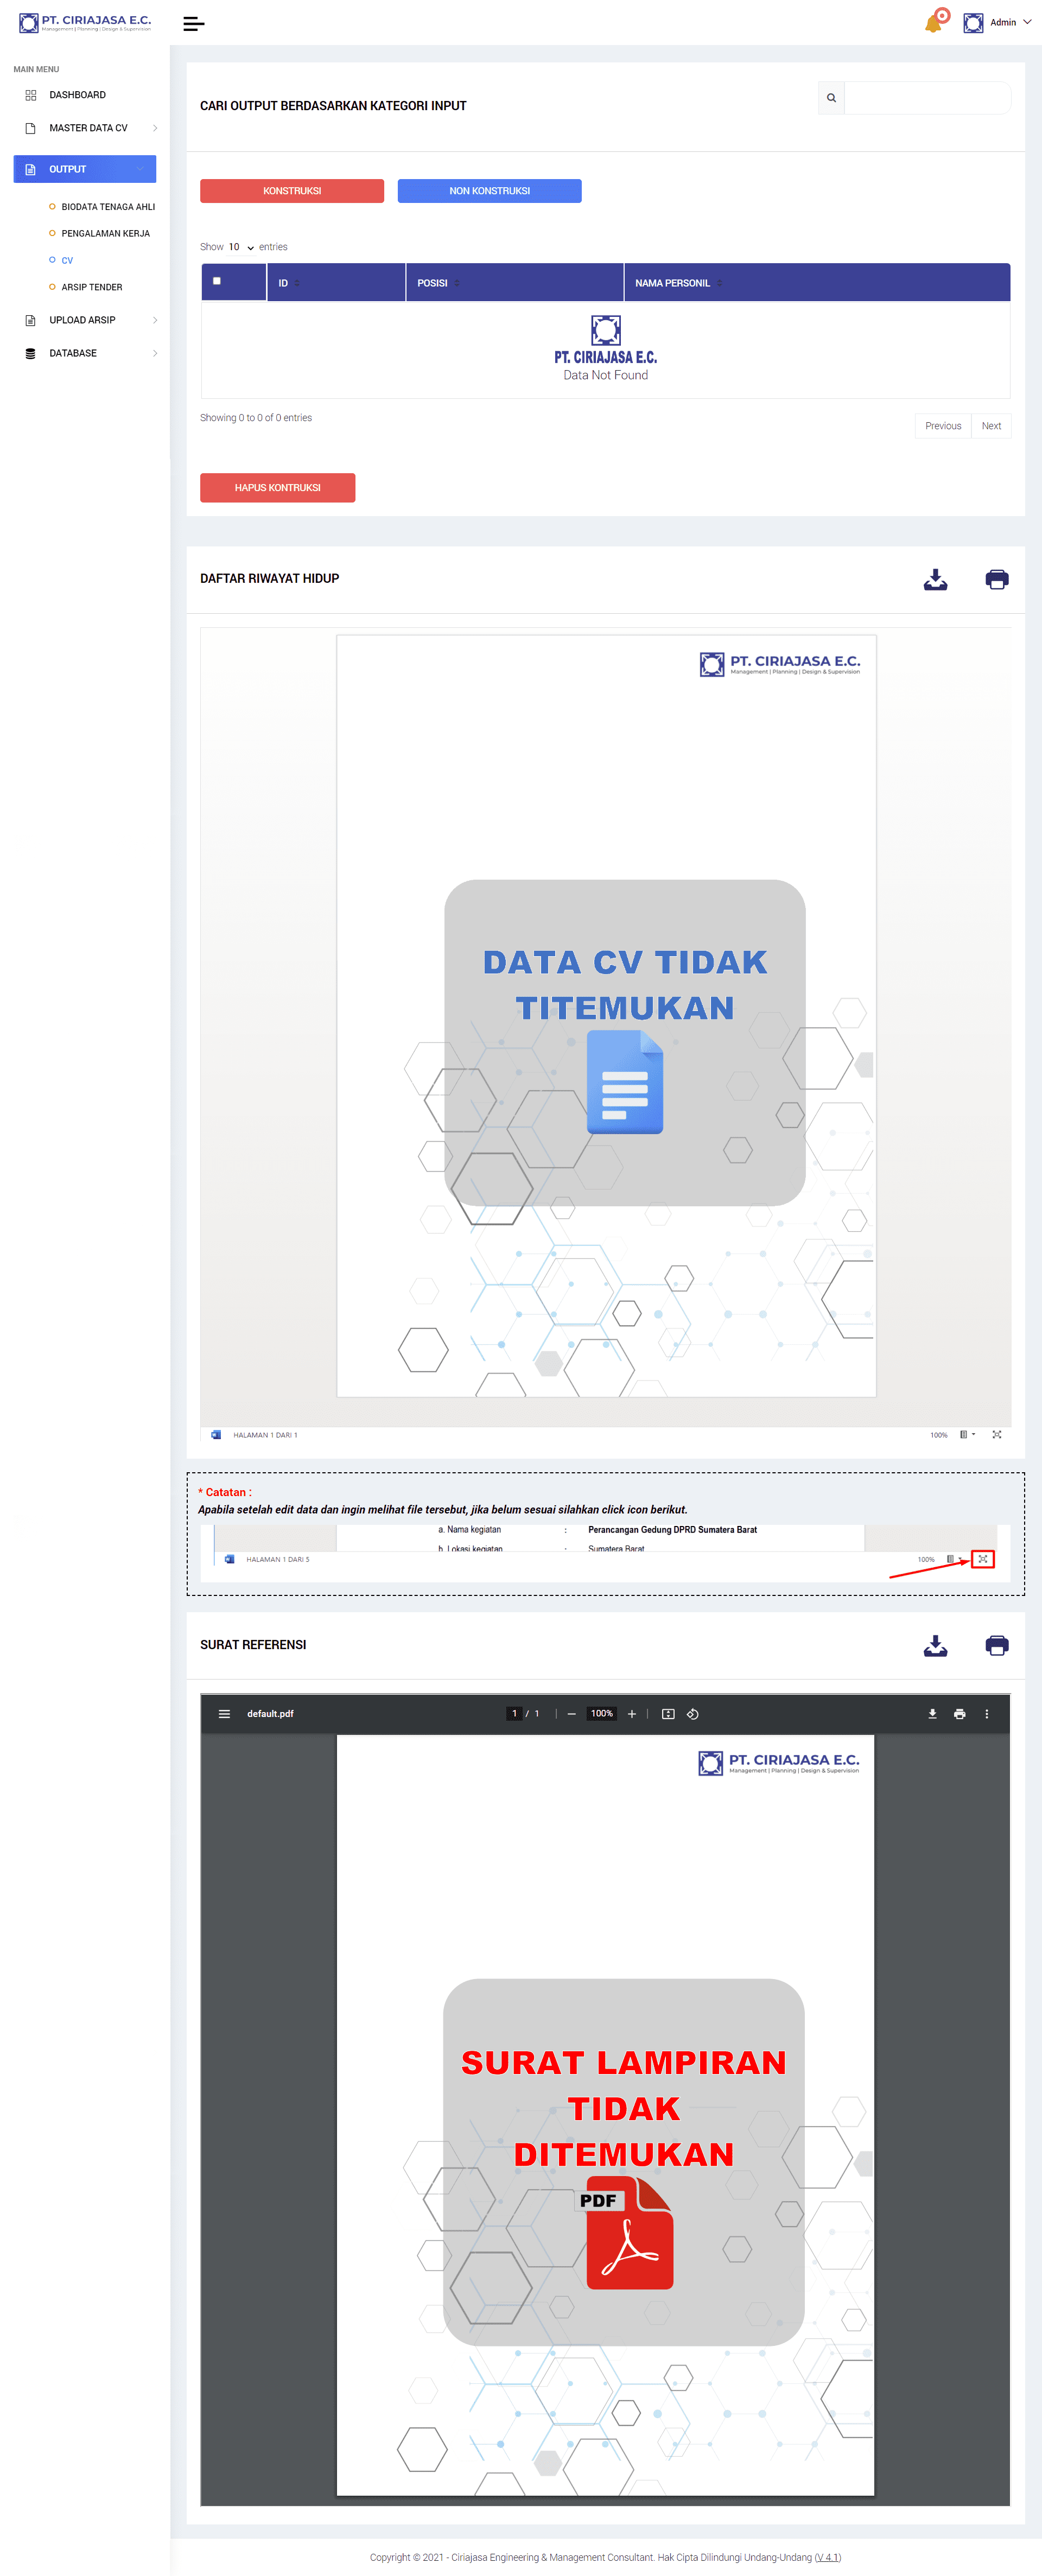 PT. CIRIAJASA E.C.
Management | Planning | Design & Supervision
Admin
MAIN MENU
DASHBOARD
MASTER DATA CV
OUTPUT
BIODATA TENAGA AHLI
PENGALAMAN KERJA
CV
ARSIP TENDER
UPLOAD ARSIP
DATABASE
CARI OUTPUT BERDASARKAN KATEGORI INPUT
KONSTRUKSI
NON KONSTRUKSI
Show 10 entries
ID
POSISI
NAMA PERSONIL
PT. CIRIAJASA E.C.
Data Not Found
Showing 0 to 0 of 0 entries
Previous
Next
HAPUS KONTRUKSI
DAFTAR RIWAYAT HIDUP
PT. CIRIAJASA E.C.
Management | Planning | Design & Supervision
DATA CV TIDAK
TITEMUKAN
HALAMAN 1 DARI 1
100%
* Catatan :
Apabila setelah edit data dan ingin melihat file tersebut, jika belum sesuai silahkan click icon berikut.
a. Nama kegiatan : Perancangan Gedung DPRD Sumatera Barat
b. Lokasi kegiatan : Sumatera Barat
HALAMAN 1 DARI 5
100%
SURAT REFERENSI
default.pdf
1 / 1
100%
PT. CIRIAJASA E.C.
Management | Planning | Design & Supervision
SURAT LAMPIRAN
TIDAK
DITEMUKAN
PDF
Copyright © 2021 - Ciriajasa Engineering & Management Consultant. Hak Cipta Dilindungi Undang-Undang (V 4.1)